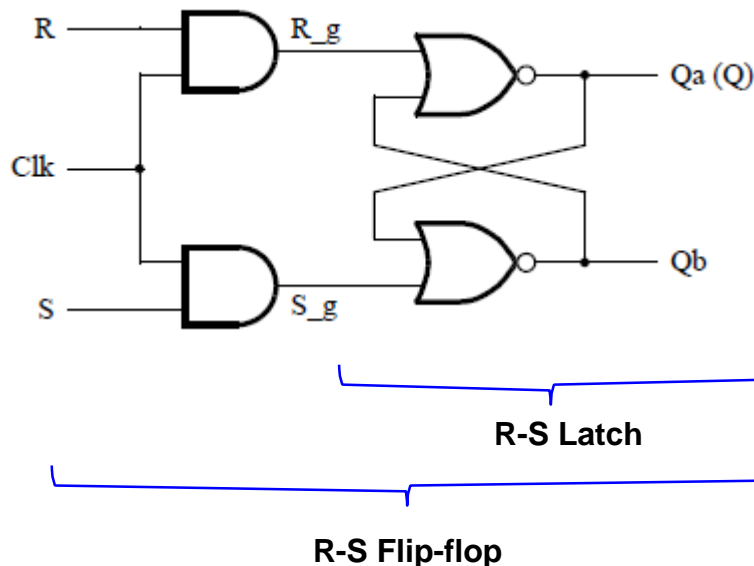 R
R_g
Qa (Q)
Clk
Qb
S
S_g
R-S Latch
R-S Flip-flop